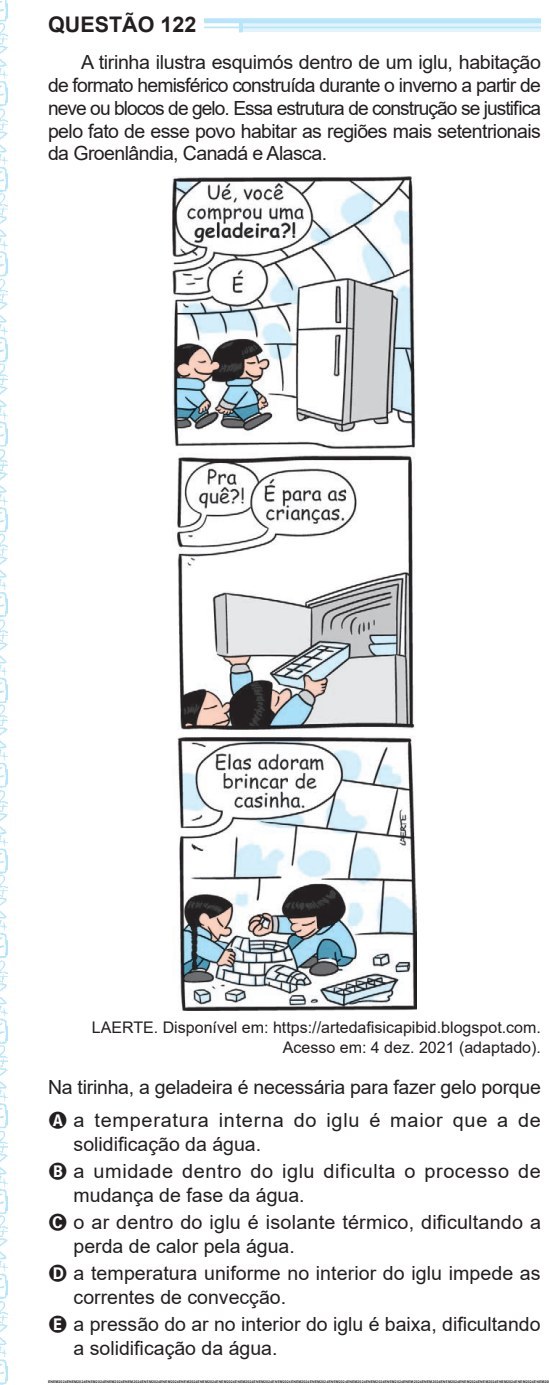 QUESTÃO 122
A tirinha ilustra esquimós dentro de um iglu, habitação
de formato hemisférico construída durante o inverno a partir de
neve ou blocos de gelo. Essa estrutura de construção se justifica
pelo fato de esse povo habitar as regiões mais setentrionais
da Groenlândia, Canadá e Alasca.
Ué, você
comprou uma
geladeira?!
É
Pra
quê?!
É para as
crianças.
Elas adoram
brincar de
casinha.
LAERTE
LAERTE. Disponível em: https://artedafisicapibid.blogspot.com.
Acesso em: 4 dez. 2021 (adaptado).
Na tirinha, a geladeira é necessária para fazer gelo porque
A a temperatura interna do iglu é maior que a de
solidificação da água.
B a umidade dentro do iglu dificulta o processo de
mudança de fase da água.
C o ar dentro do iglu é isolante térmico, dificultando a
perda de calor pela água.
D a temperatura uniforme no interior do iglu impede as
correntes de convecção.
E a pressão do ar no interior do iglu é baixa, dificultando
a solidificação da água.